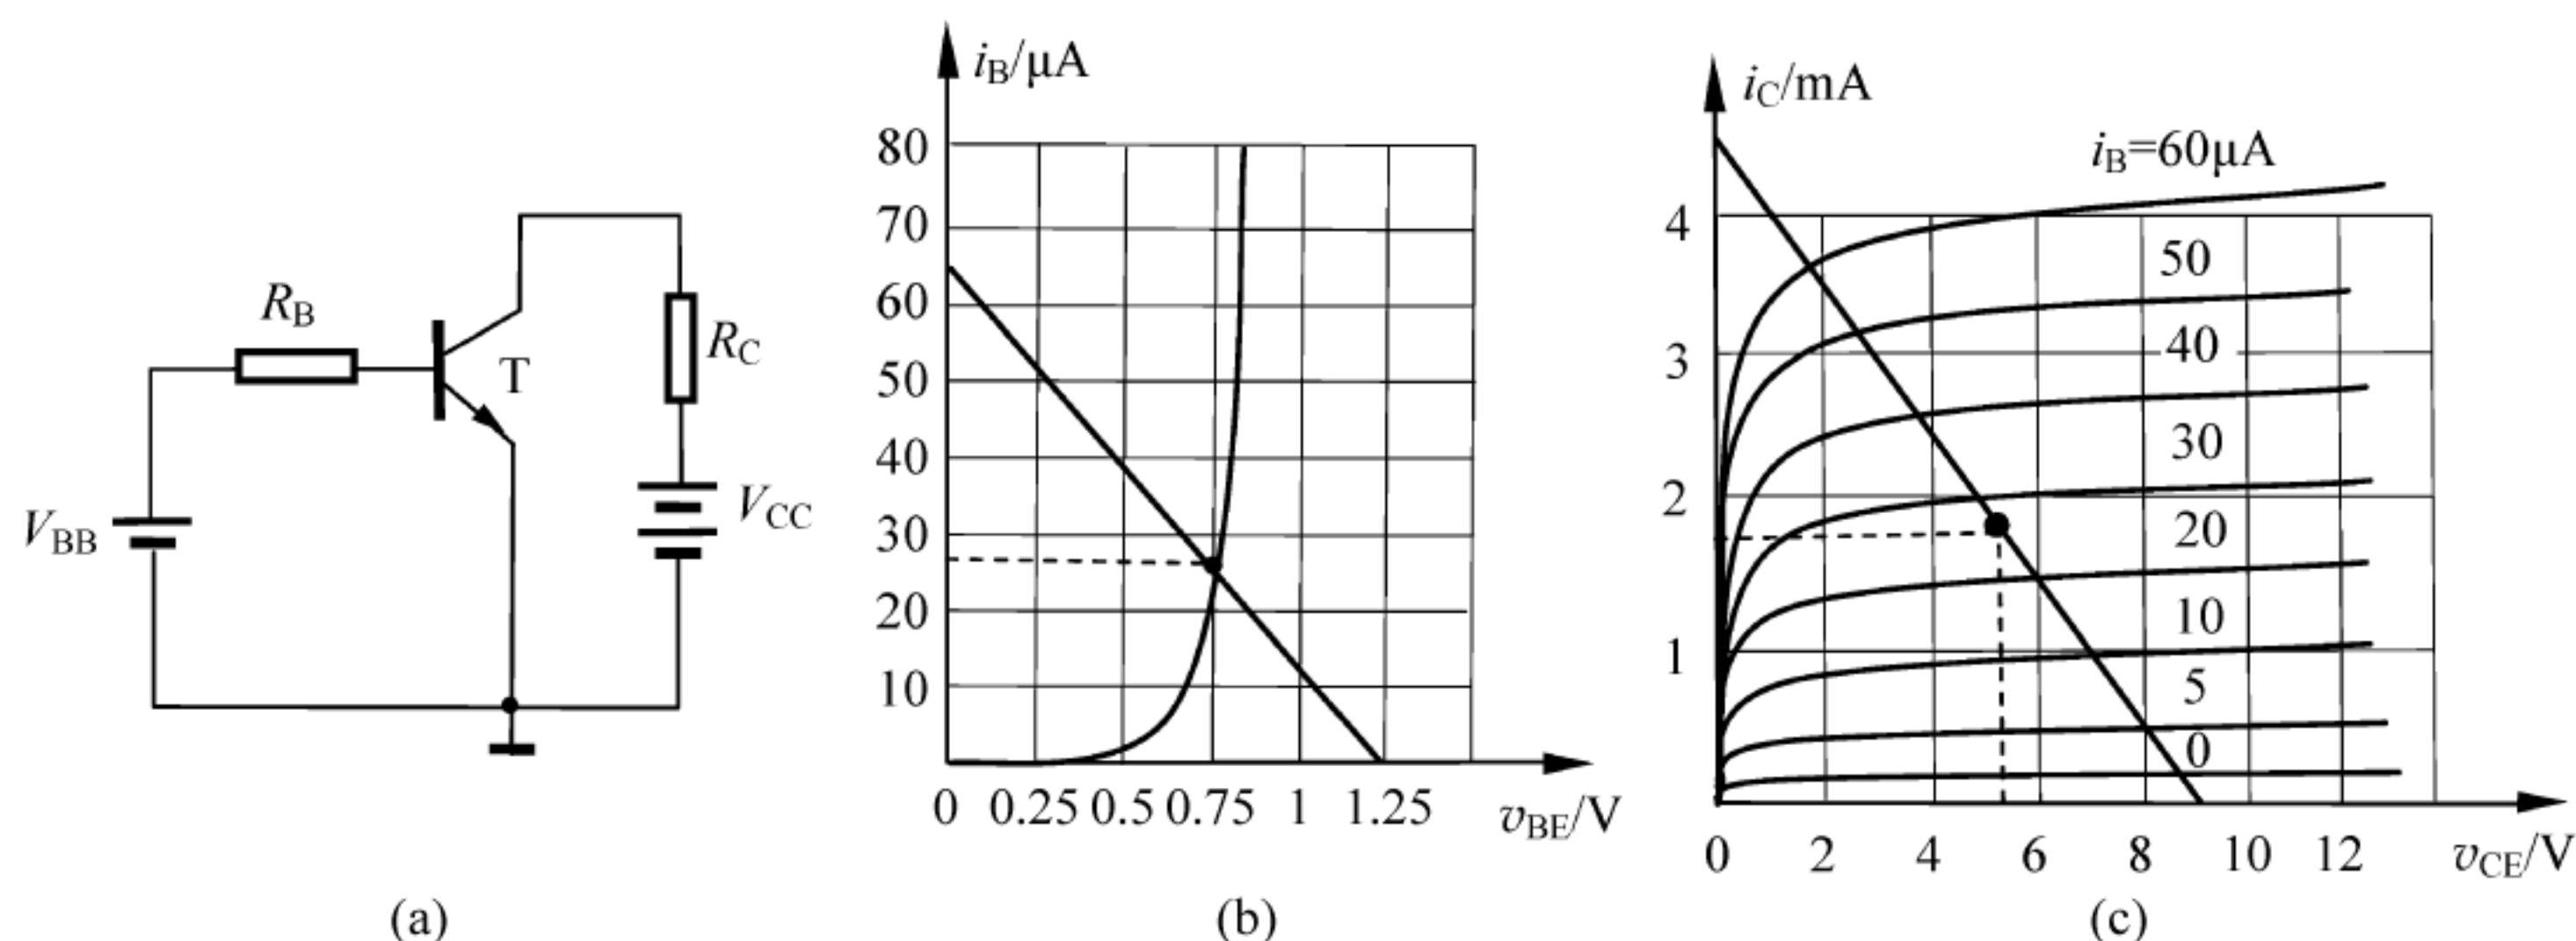 R_B
T
R_C
V_BB
V_CC
(a)
i_B/μA
80
70
60
50
40
30
20
10
0 0.25 0.5 0.75 1 1.25 v_BE/V
(b)
i_C/mA
i_B=60μA
4
50
40
3
30
2
20
10
1
5
0
0 2 4 6 8 10 12 v_CE/V
(c)